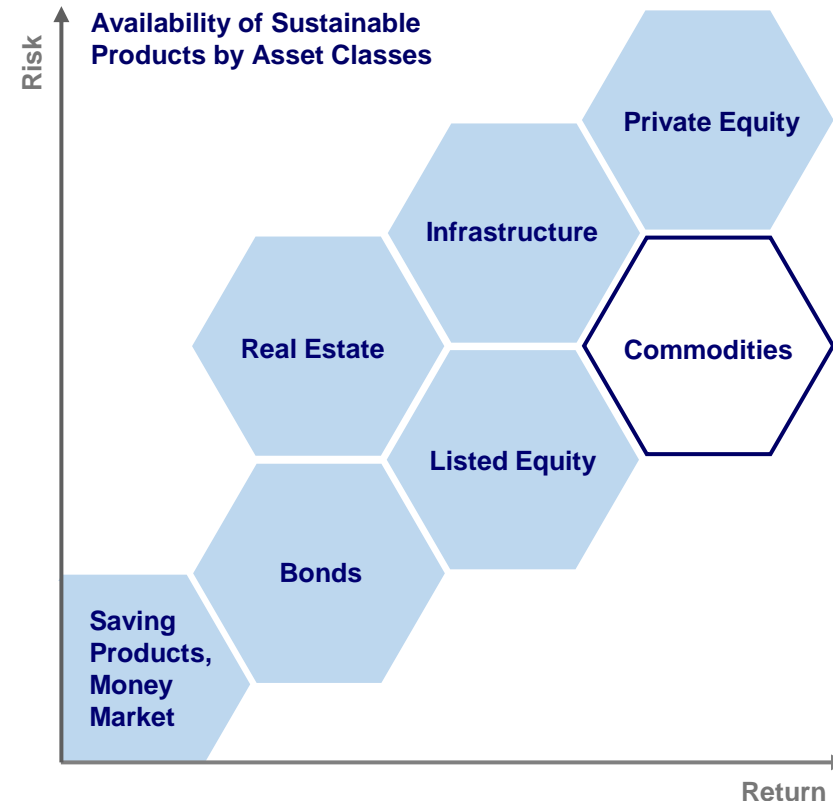 Availability of Sustainable
Products by Asset Classes
Risk
Private Equity
Infrastructure
Real Estate
Commodities
Listed Equity
Bonds
Saving
Products,
Money
Market
Return